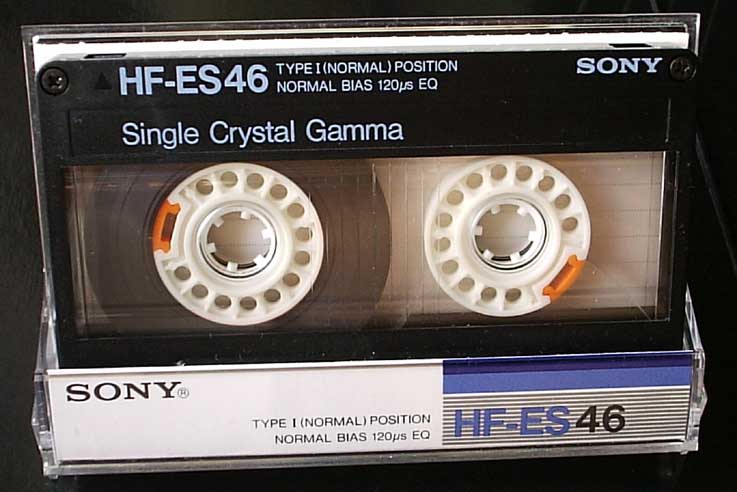 HF-ES46 TYPE I (NORMAL) POSITION
NORMAL BIAS 120µs EQ
SONY
Single Crystal Gamma
SONY®
TYPE I (NORMAL) POSITION
NORMAL BIAS 120µs EQ
HF-ES46